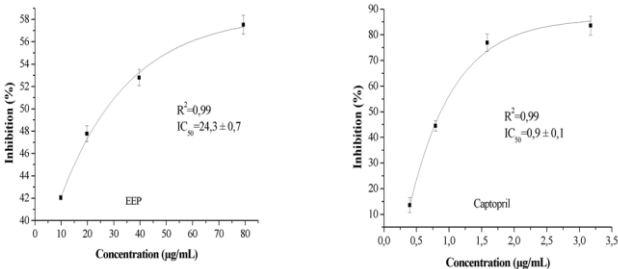 58
56
54
52
50
48
46
44
42
40
Inhibition (%)
R²=0,99
IC₅₀=24,3 ± 0,7
EEP
0 10 20 30 40 50 60 70 80 90
Concentration (µg/mL)
90
80
70
60
50
40
30
20
10
Inhibition (%)
R²=0,99
IC₅₀=0,9 ± 0,1
Captopril
0,0 0,5 1,0 1,5 2,0 2,5 3,0 3,5
Concentration (µg/mL)